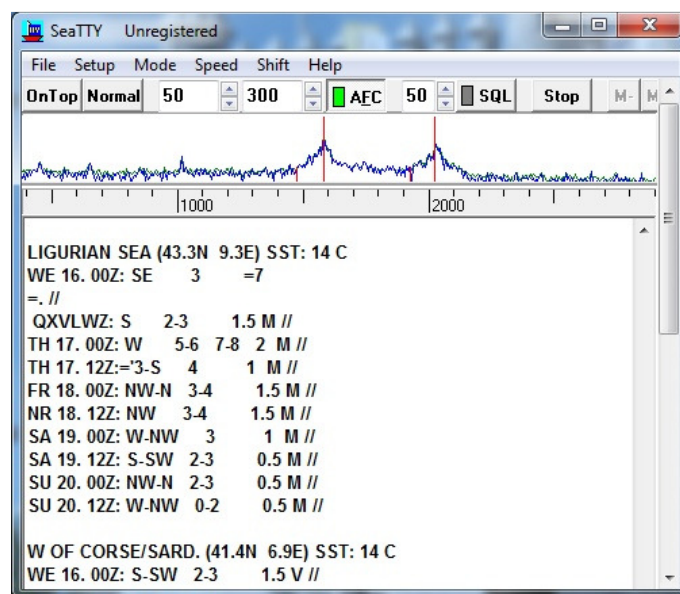 SeaTTY Unregistered
File Setup Mode Speed Shift Help
OnTop Normal 50 300 AFC 50 SQL Stop M- M
1000 2000
LIGURIAN SEA (43.3N 9.3E) SST: 14 C
WE 16. 00Z: SE 3 =7
=. //
QXVLWZ: S 2-3 1.5 M //
TH 17. 00Z: W 5-6 7-8 2 M //
TH 17. 12Z:='3-S 4 1 M //
FR 18. 00Z: NW-N 3-4 1.5 M //
NR 18. 12Z: NW 3-4 1.5 M //
SA 19. 00Z: W-NW 3 1 M //
SA 19. 12Z: S-SW 2-3 0.5 M //
SU 20. 00Z: NW-N 2-3 0.5 M //
SU 20. 12Z: W-NW 0-2 0.5 M //
W OF CORSE/SARD. (41.4N 6.9E) SST: 14 C
WE 16. 00Z: S-SW 2-3 1.5 V //